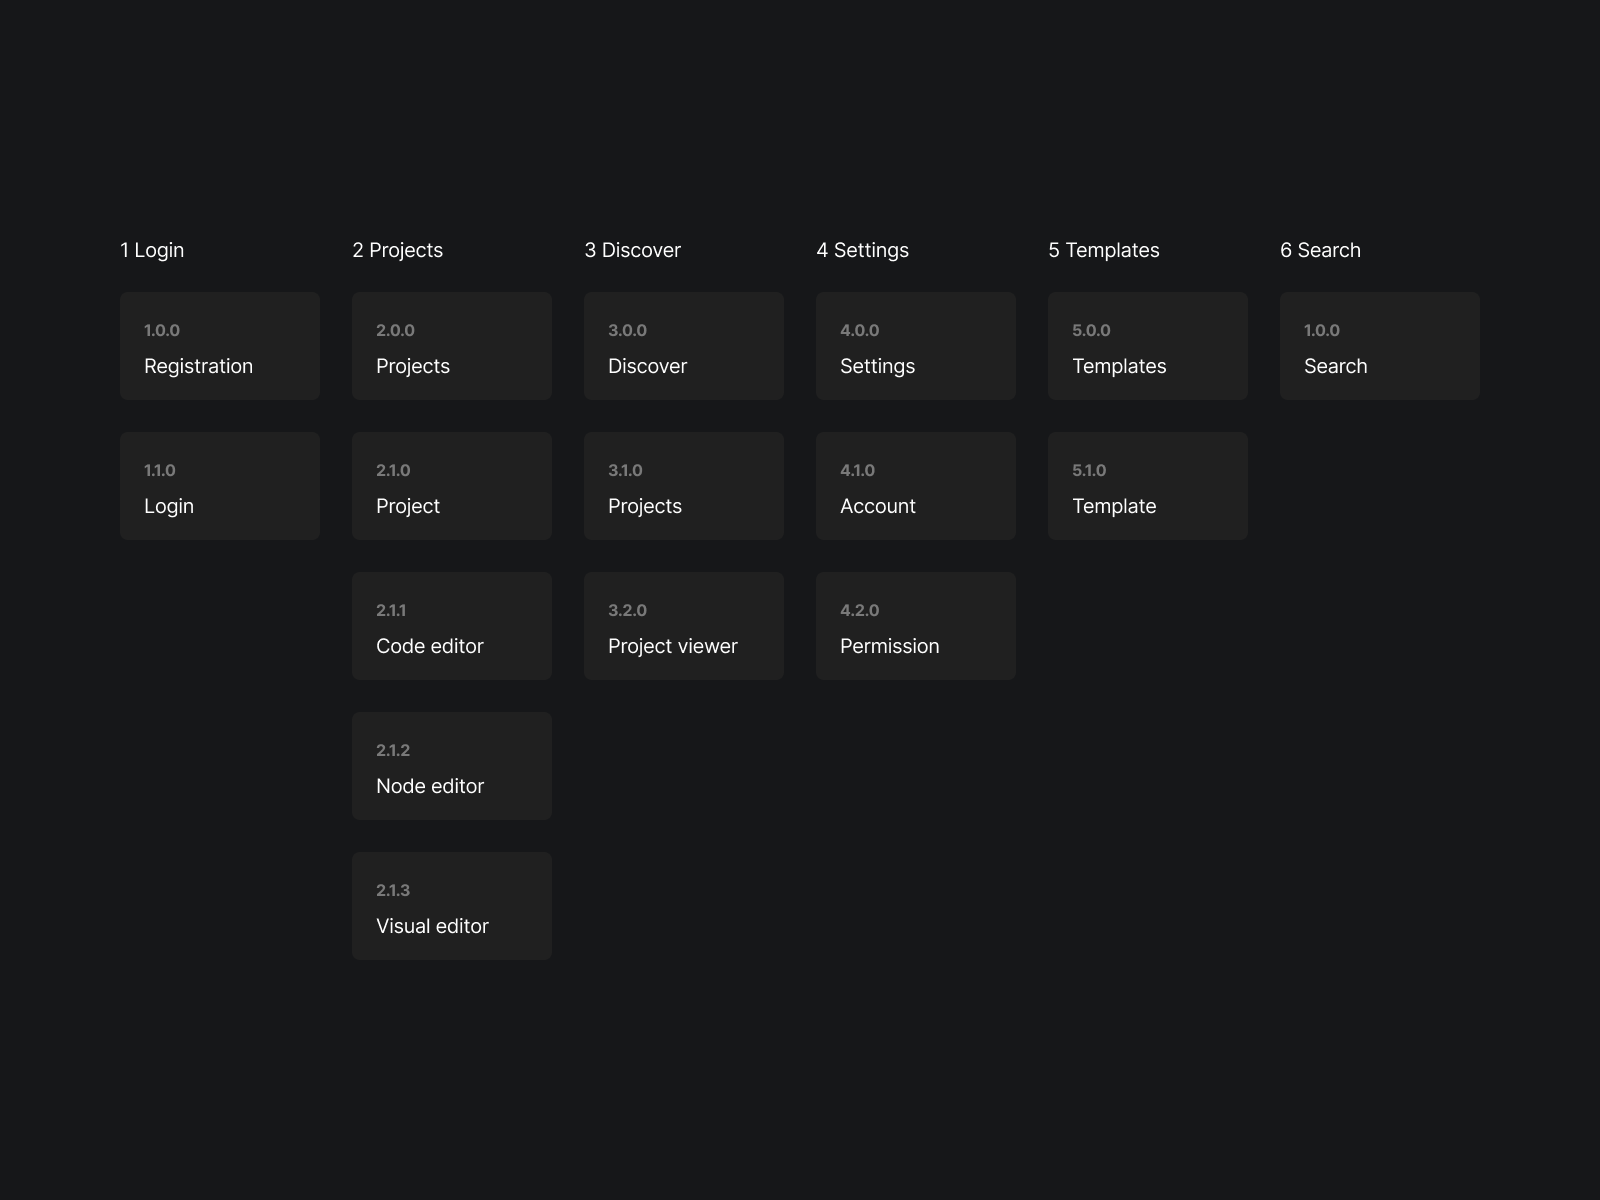 1 Login
1.0.0
Registration
1.1.0
Login
2 Projects
2.0.0
Projects
2.1.0
Project
2.1.1
Code editor
2.1.2
Node editor
2.1.3
Visual editor
3 Discover
3.0.0
Discover
3.1.0
Projects
3.2.0
Project viewer
4 Settings
4.0.0
Settings
4.1.0
Account
4.2.0
Permission
5 Templates
5.0.0
Templates
5.1.0
Template
6 Search
1.0.0
Search